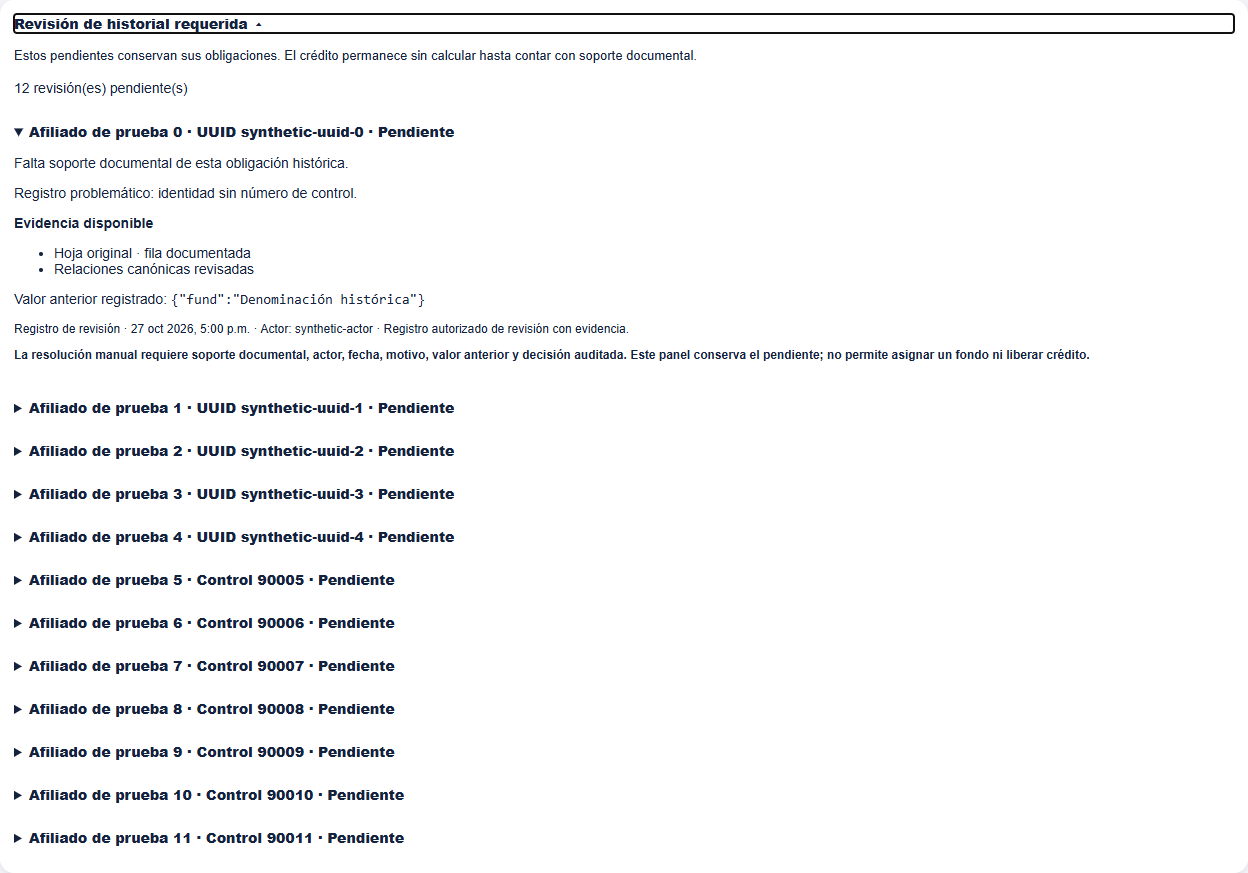 Revisión de historial requerida
Estos pendientes conservan sus obligaciones. El crédito permanece sin calcular hasta contar con soporte documental.
12 revisión(es) pendiente(s)
Afiliado de prueba 0 · UUID synthetic-uuid-0 · Pendiente
Falta soporte documental de esta obligación histórica.
Registro problemático: identidad sin número de control.
Evidencia disponible
• Hoja original · fila documentada
• Relaciones canónicas revisadas
Valor anterior registrado: {"fund":"Denominación histórica"}
Registro de revisión · 27 oct 2026, 5:00 p.m. · Actor: synthetic-actor · Registro autorizado de revisión con evidencia.
La resolución manual requiere soporte documental, actor, fecha, motivo, valor anterior y decisión auditada. Este panel conserva el pendiente; no permite asignar un fondo ni liberar crédito.
Afiliado de prueba 1 · UUID synthetic-uuid-1 · Pendiente
Afiliado de prueba 2 · UUID synthetic-uuid-2 · Pendiente
Afiliado de prueba 3 · UUID synthetic-uuid-3 · Pendiente
Afiliado de prueba 4 · UUID synthetic-uuid-4 · Pendiente
Afiliado de prueba 5 · Control 90005 · Pendiente
Afiliado de prueba 6 · Control 90006 · Pendiente
Afiliado de prueba 7 · Control 90007 · Pendiente
Afiliado de prueba 8 · Control 90008 · Pendiente
Afiliado de prueba 9 · Control 90009 · Pendiente
Afiliado de prueba 10 · Control 90010 · Pendiente
Afiliado de prueba 11 · Control 90011 · Pendiente